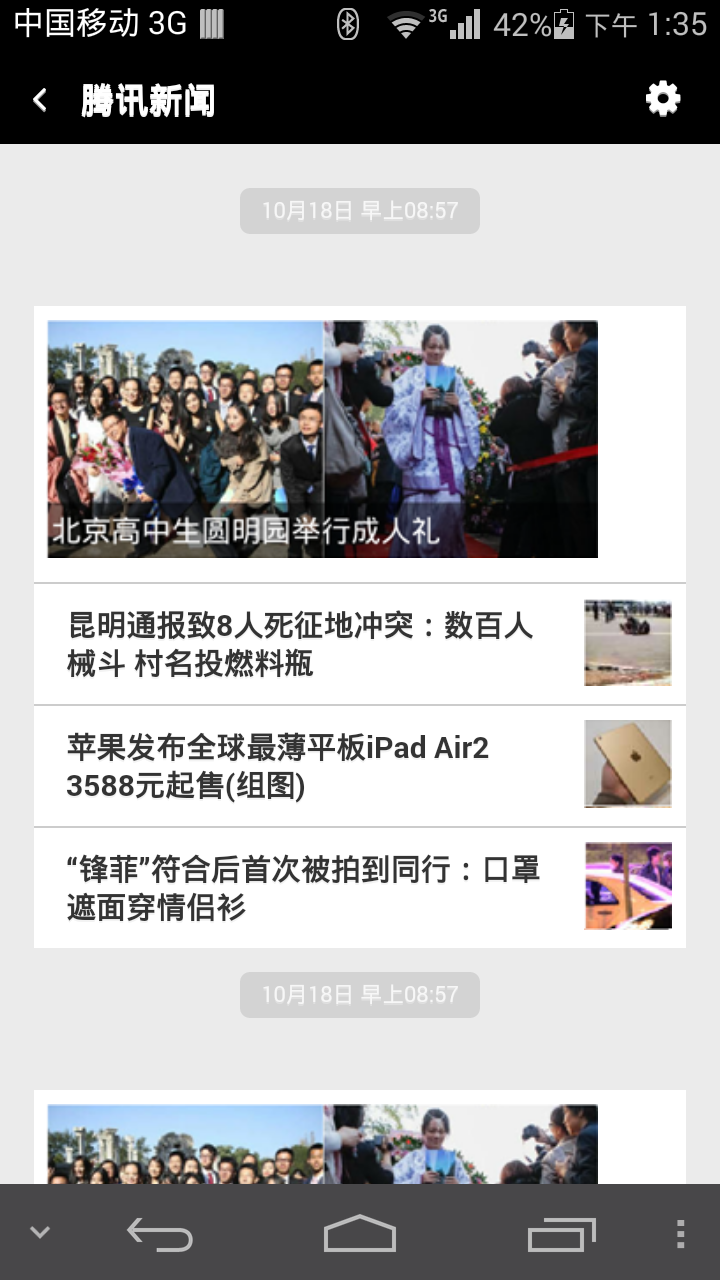 中国移动 3G
3G
42%
下午 1:35
腾讯新闻
10月18日 早上08:57
北京高中生圆明园举行成人礼
昆明通报致8人死征地冲突：数百人
械斗 村名投燃料瓶
苹果发布全球最薄平板iPad Air2
3588元起售(组图)
“锋菲”符合后首次被拍到同行：口罩
遮面穿情侣衫
10月18日 早上08:57